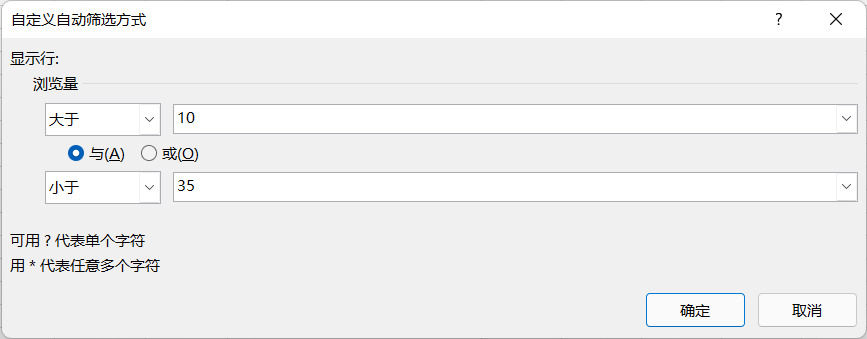 自定义自动筛选方式 ?
显示行:
浏览量
大于 10
与(A) 或(O)
小于 35
可用 ? 代表单个字符
用 * 代表任意多个字符
确定 取消